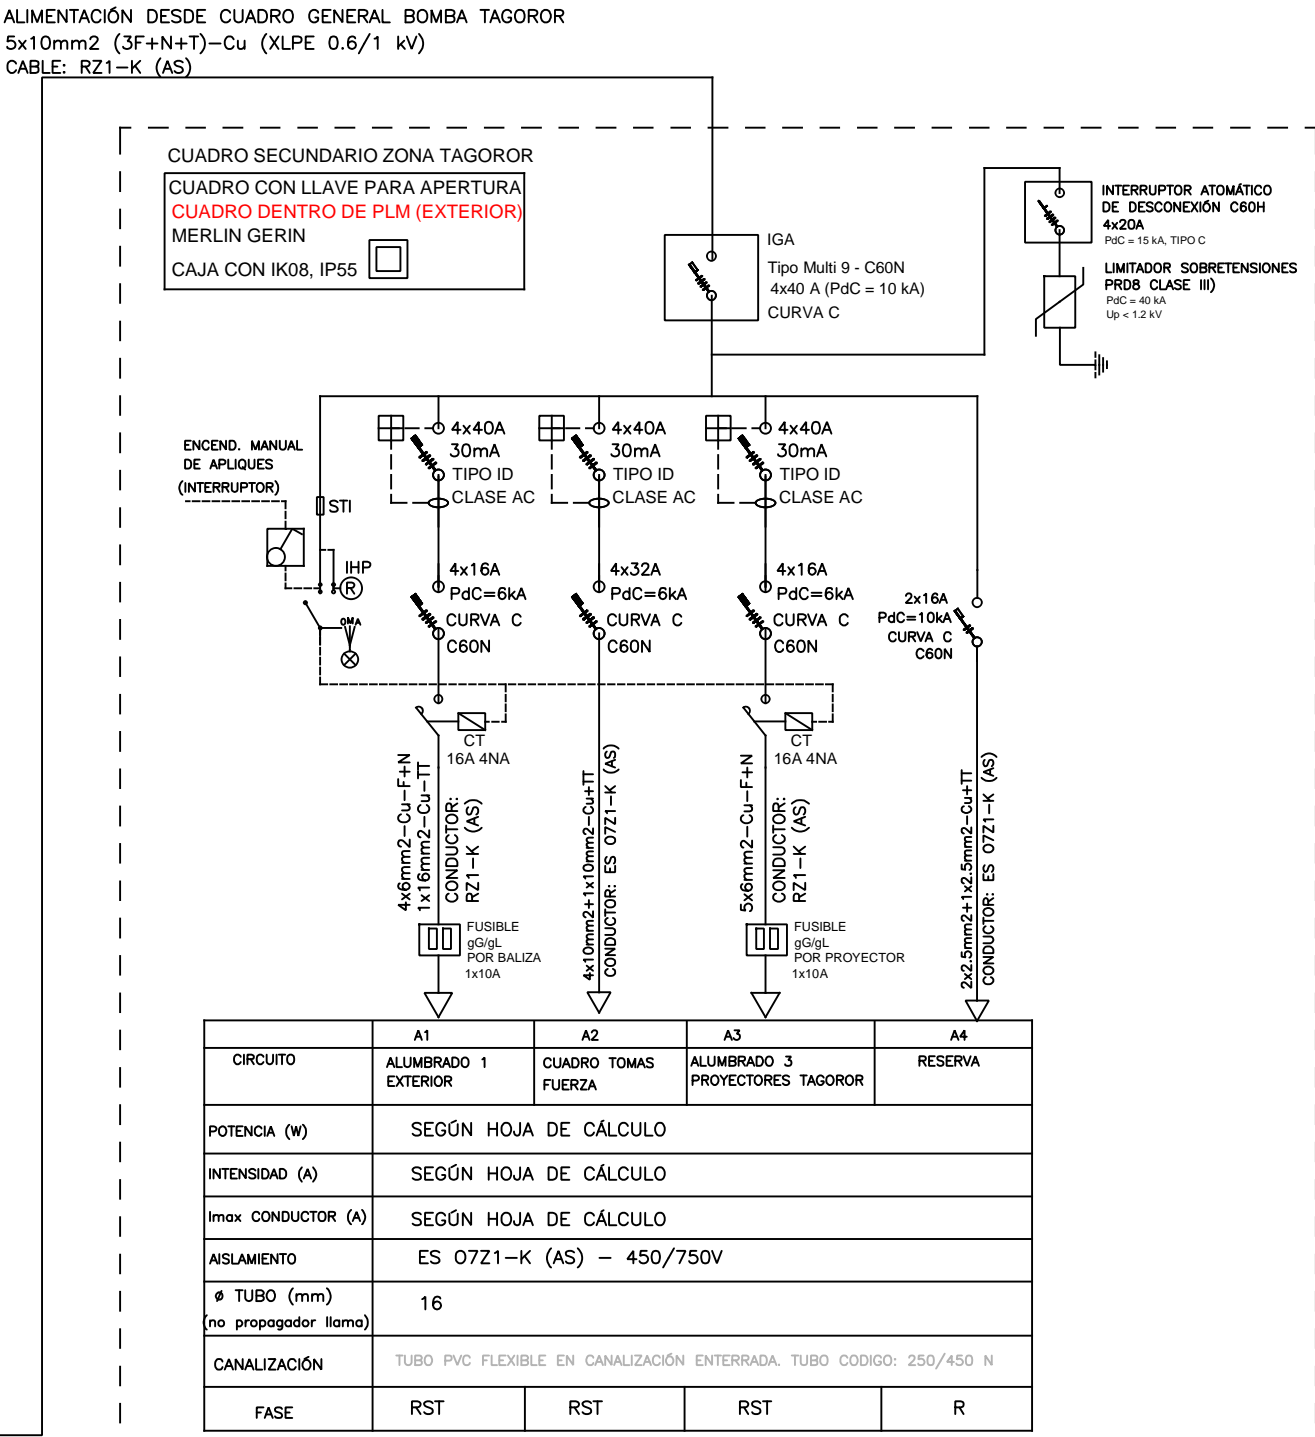 ALIMENTACIÓN DESDE CUADRO GENERAL BOMBA TAGOROR
5x10mm2 (3F+N+T)-Cu (XLPE 0.6/1 kV)
CABLE: RZ1-K (AS)
CUADRO SECUNDARIO ZONA TAGOROR
CUADRO CON LLAVE PARA APERTURA
CUADRO DENTRO DE PLM (EXTERIOR)
MERLIN GERIN
CAJA CON IK08, IP55
IGA
Tipo Multi 9 - C60N
4x40 A (PdC = 10 kA)
CURVA C
INTERRUPTOR ATOMÁTICO
DE DESCONEXIÓN C60H
4x20A
PdC = 15 kA, TIPO C
LIMITADOR SOBRETENSIONES
PRD8 CLASE III)
PdC = 40 kA
Up < 1.2 kV
ENCEND. MANUAL
DE APLIQUES
(INTERRUPTOR)
STI
IHP
R
0MA
4x40A
30mA
TIPO ID
CLASE AC
4x40A
30mA
TIPO ID
CLASE AC
4x40A
30mA
TIPO ID
CLASE AC
4x16A
PdC=6kA
CURVA C
C60N
4x32A
PdC=6kA
CURVA C
C60N
4x16A
PdC=6kA
CURVA C
C60N
2x16A
PdC=10kA
CURVA C
C60N
CT
16A 4NA
CT
16A 4NA
4x6mm2-Cu-F+N
1x16mm2-Cu-TT
CONDUCTOR:
RZ1-K (AS)
4x10mm2+1x10mm2-Cu+TT
CONDUCTOR: ES 07Z1-K (AS)
5x6mm2-Cu-F+N
CONDUCTOR:
RZ1-K (AS)
2x2.5mm2+1x2.5mm2-Cu+TT
CONDUCTOR: ES 07Z1-K (AS)
FUSIBLE
gG/gL
POR BALIZA
1x10A
FUSIBLE
gG/gL
POR PROYECTOR
1x10A
A1 A2 A3 A4
CIRCUITO
ALUMBRADO 1
EXTERIOR
CUADRO TOMAS
FUERZA
ALUMBRADO 3
PROYECTORES TAGOROR
RESERVA
POTENCIA (W) SEGÚN HOJA DE CÁLCULO
INTENSIDAD (A) SEGÚN HOJA DE CÁLCULO
Imax CONDUCTOR (A) SEGÚN HOJA DE CÁLCULO
AISLAMIENTO ES 07Z1-K (AS) - 450/750V
ø TUBO (mm)
(no propagador llama)
16
CANALIZACIÓN TUBO PVC FLEXIBLE EN CANALIZACIÓN ENTERRADA. TUBO CODIGO: 250/450 N
FASE RST RST RST R